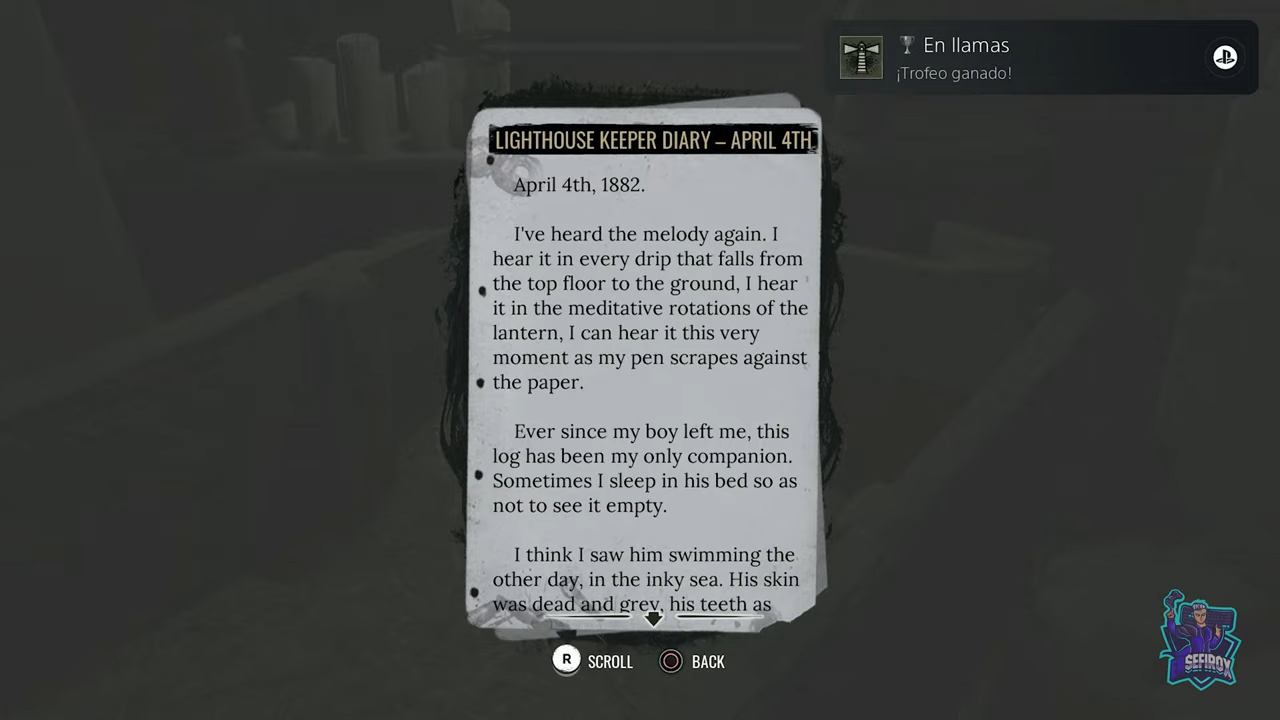 En llamas
¡Trofeo ganado!
LIGHTHOUSE KEEPER DIARY – APRIL 4TH
April 4th, 1882.
I've heard the melody again. I
hear it in every drip that falls from
the top floor to the ground, I hear
it in the meditative rotations of the
lantern, I can hear it this very
moment as my pen scrapes against
the paper.
Ever since my boy left me, this
log has been my only companion.
Sometimes I sleep in his bed so as
not to see it empty.
I think I saw him swimming the
other day, in the inky sea. His skin
was dead and grey, his teeth as
R SCROLL BACK
SEFIROX